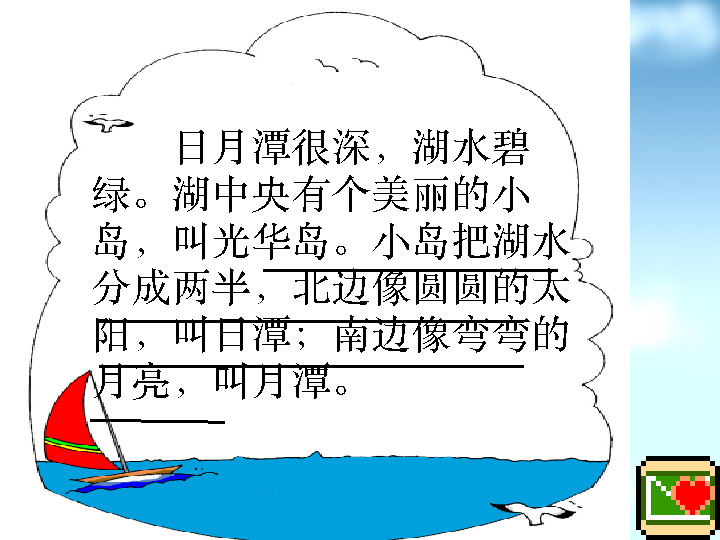 日月潭很深，湖水碧
绿。湖中央有个美丽的小
岛，叫光华岛。小岛把湖水
分成两半，北边像圆圆的太
阳，叫日潭；南边像弯弯的
月亮，叫月潭。